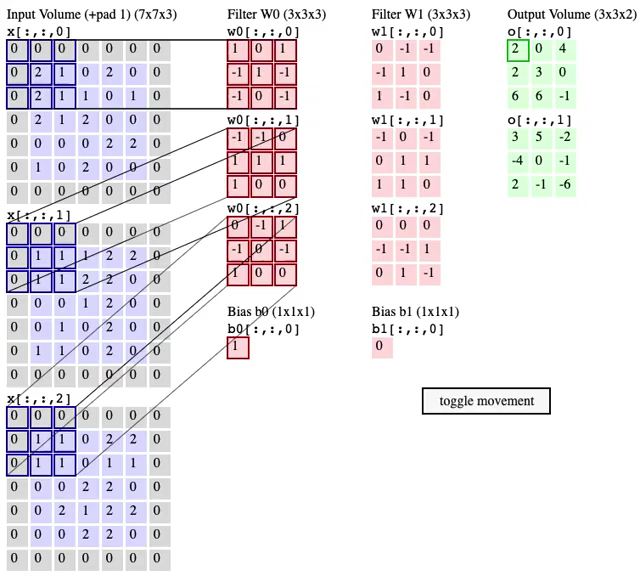 Input Volume (+pad 1) (7x7x3)
x[:,:,0]
0 0 0 0 0 0 0
0 2 1 0 2 0 0
0 2 1 1 0 1 0
0 2 1 2 0 0 0
0 0 0 0 2 2 0
0 1 0 2 0 0 0
0 0 0 0 0 0 0
x[:,:,1]
0 0 0 0 0 0 0
0 1 1 1 2 2 0
0 1 1 2 2 0 0
0 0 0 1 2 0 0
0 0 1 0 2 0 0
0 1 1 0 2 0 0
0 0 0 0 0 0 0
x[:,:,2]
0 0 0 0 0 0 0
0 1 1 0 2 2 0
0 1 1 0 1 1 0
0 0 0 2 2 0 0
0 0 2 1 2 2 0
0 0 0 2 2 0 0
0 0 0 0 0 0 0
Filter W0 (3x3x3)
w0[:,:,0]
1 0 1
-1 1 -1
-1 0 -1
w0[:,:,1]
-1 -1 0
1 1 1
1 0 0
w0[:,:,2]
0 -1 1
-1 0 -1
1 0 0
Bias b0 (1x1x1)
b0[:,:,0]
1
Filter W1 (3x3x3)
w1[:,:,0]
0 -1 -1
-1 1 0
1 -1 0
w1[:,:,1]
-1 0 -1
0 1 1
1 1 0
w1[:,:,2]
0 0 0
-1 -1 1
0 1 -1
Bias b1 (1x1x1)
b1[:,:,0]
0
Output Volume (3x3x2)
o[:,:,0]
2 0 4
2 3 0
6 6 -1
o[:,:,1]
3 5 -2
-4 0 -1
2 -1 -6
toggle movement